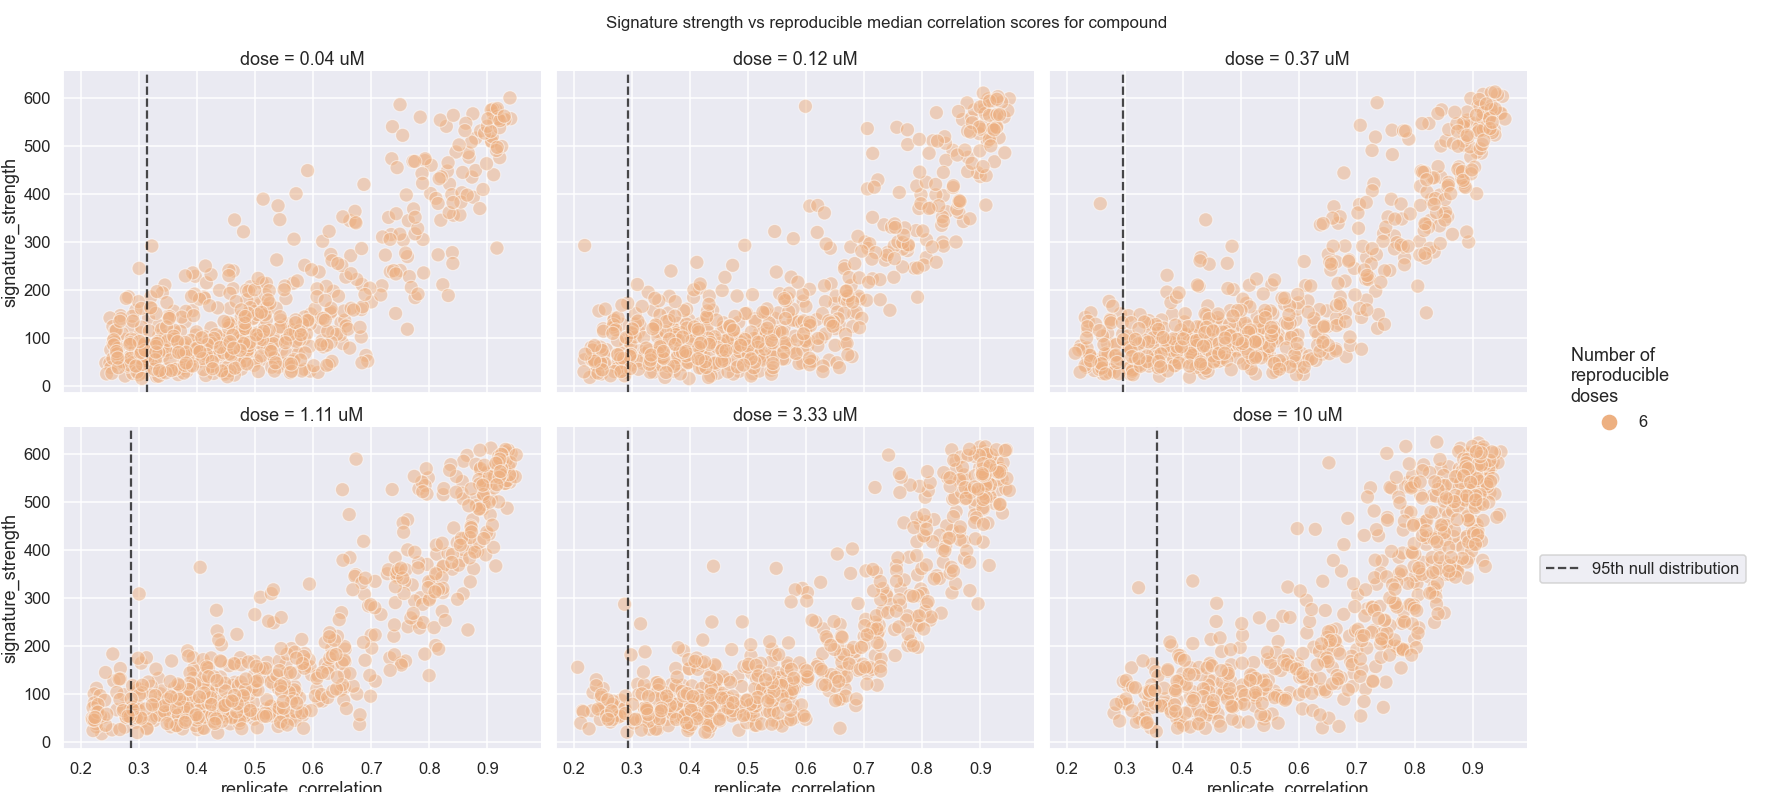 Signature strength vs reproducible median correlation scores for compound
dose = 0.04 uM
dose = 0.12 uM
dose = 0.37 uM
signature_strength
600
500
400
300
200
100
0
dose = 1.11 uM
dose = 3.33 uM
dose = 10 uM
signature_strength
600
500
400
300
200
100
0
0.2 0.3 0.4 0.5 0.6 0.7 0.8 0.9
0.2 0.3 0.4 0.5 0.6 0.7 0.8 0.9
0.2 0.3 0.4 0.5 0.6 0.7 0.8 0.9
replicate_correlation
replicate_correlation
replicate_correlation
Number of
reproducible
doses
6
95th null distribution